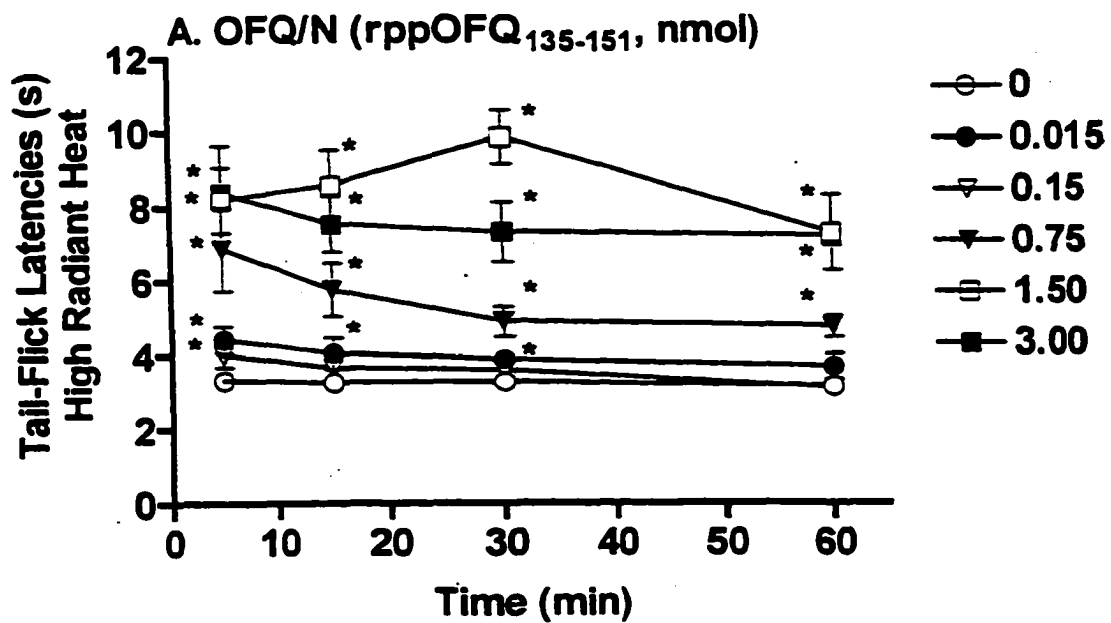 A. OFQ/N (rppOFQ135-151, nmol)
12
10
8
6
4
2
0
Tail-Flick Latencies (s)
High Radiant Heat
* * * *
* * * *
* * * *
* * *
*
0 10 20 30 40 50 60
Time (min)
0
0.015
0.15
0.75
1.50
3.00